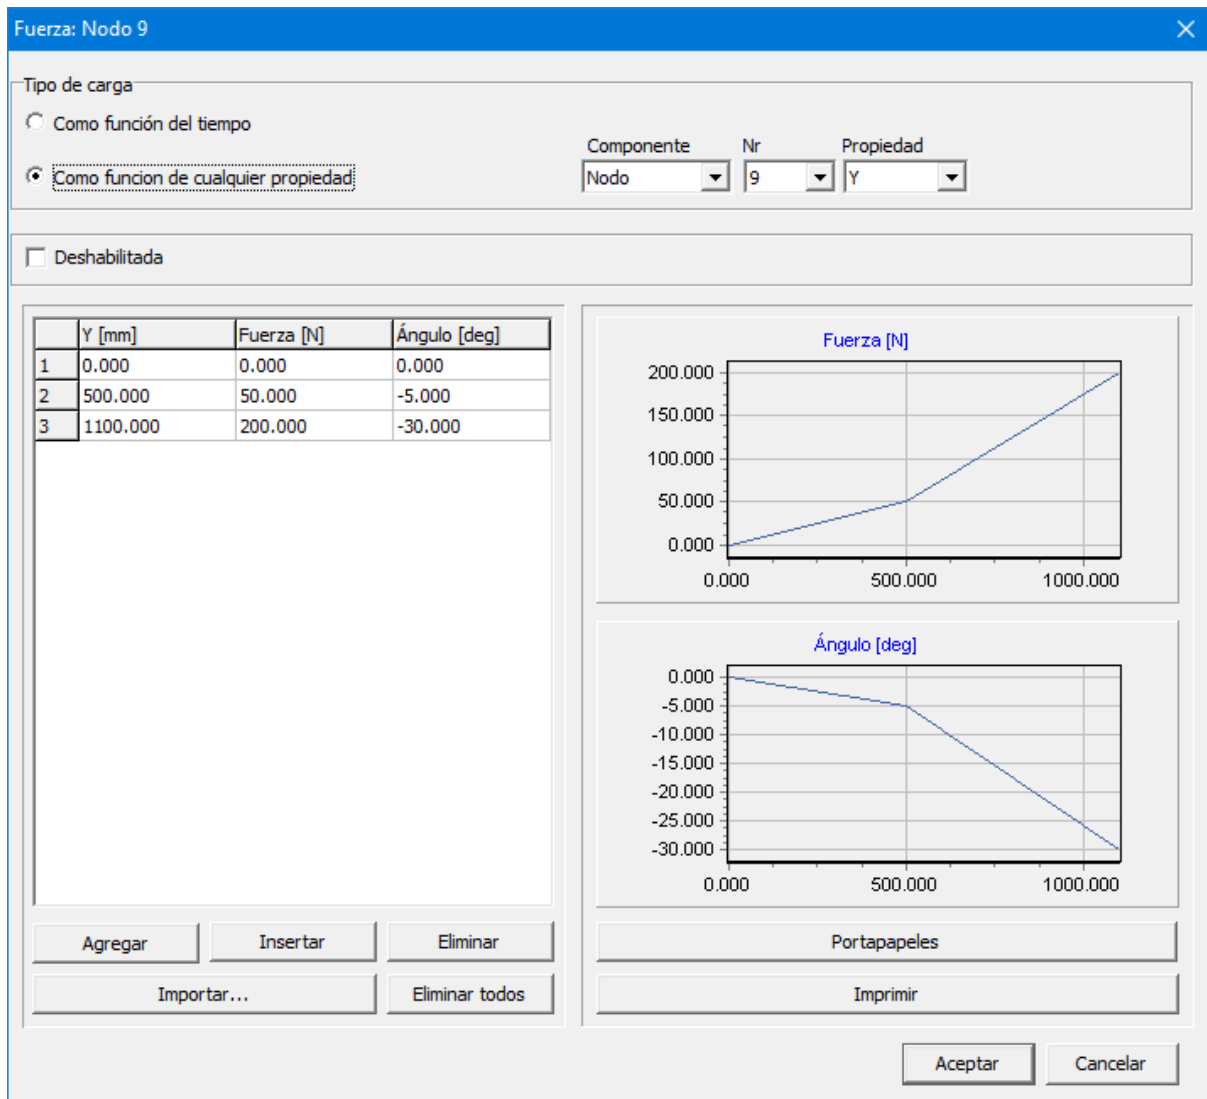 Fuerza: Nodo 9
Tipo de carga
Como función del tiempo
Como funcion de cualquier propiedad
Componente Nr Propiedad
Nodo 9 Y
Deshabilitada
Y [mm] Fuerza [N] Ángulo [deg]
1 0.000 0.000 0.000
2 500.000 50.000 -5.000
3 1100.000 200.000 -30.000
Agregar Insertar Eliminar
Importar... Eliminar todos
Fuerza [N]
200.000
150.000
100.000
50.000
0.000
0.000 500.000 1000.000
Ángulo [deg]
0.000
-5.000
-10.000
-15.000
-20.000
-25.000
-30.000
0.000 500.000 1000.000
Portapapeles
Imprimir
Aceptar Cancelar